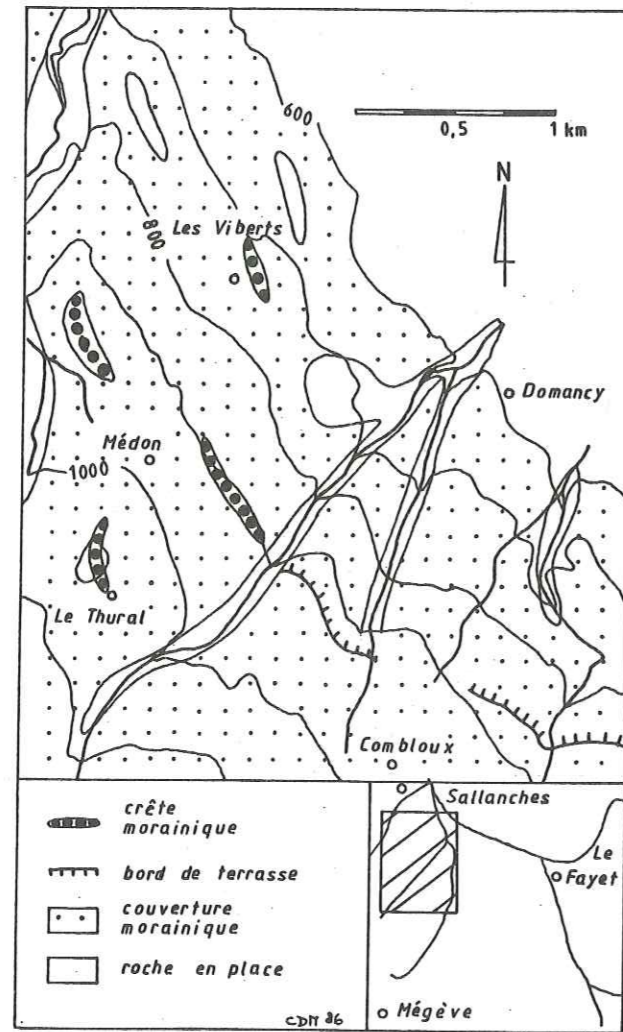 600
0,5 1 km
N
Les Viberts
800
Domancy
Médon
1000
Le Thural
Combloux
crête
morainique
bord de terrasse
couverture
morainique
roche en place
CDM 86
Sallanches
Le
Fayet
Mégève